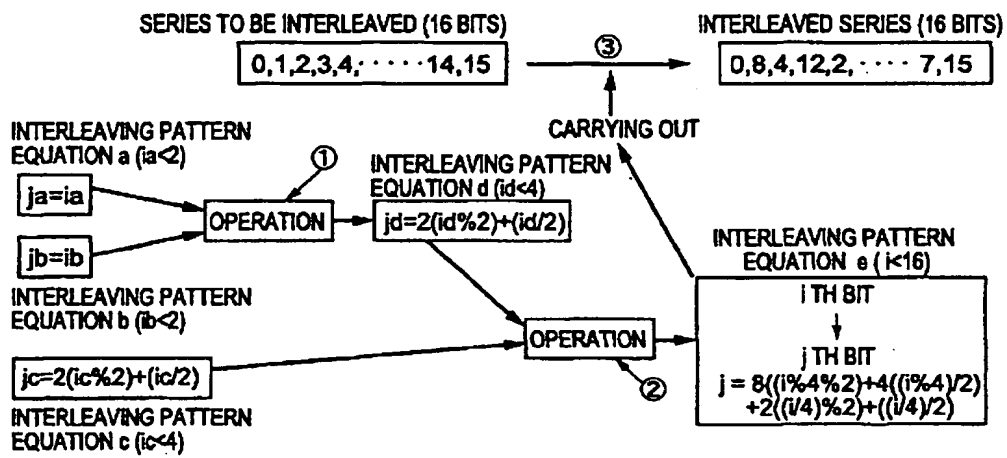 SERIES TO BE INTERLEAVED (16 BITS)
INTERLEAVED SERIES (16 BITS)
0,1,2,3,4, · · · · · 14,15
③
0,8,4,12,2, · · · · 7,15
CARRYING OUT
INTERLEAVING PATTERN
EQUATION a (ia<2)
ja=ia
①
OPERATION
INTERLEAVING PATTERN
EQUATION d (id<4)
jd=2(id%2)+(id/2)
jb=ib
INTERLEAVING PATTERN
EQUATION b (ib<2)
INTERLEAVING PATTERN
EQUATION e ( i<16)
i TH BIT
j TH BIT
j = 8((i%4%2)+4((i%4)/2)
+2((i/4)%2)+((i/4)/2)
OPERATION
②
jc=2(ic%2)+(ic/2)
INTERLEAVING PATTERN
EQUATION c (ic<4)